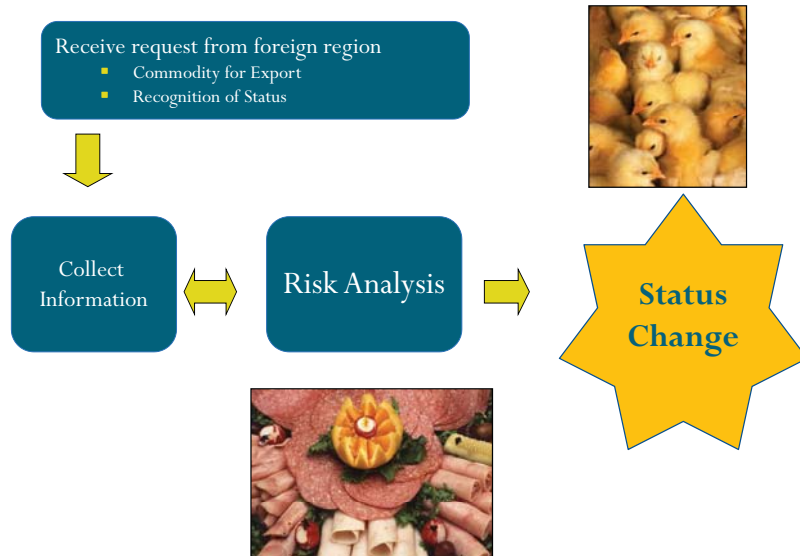 Receive request from foreign region
Commodity for Export
Recognition of Status
Collect
Information
Risk Analysis
Status
Change